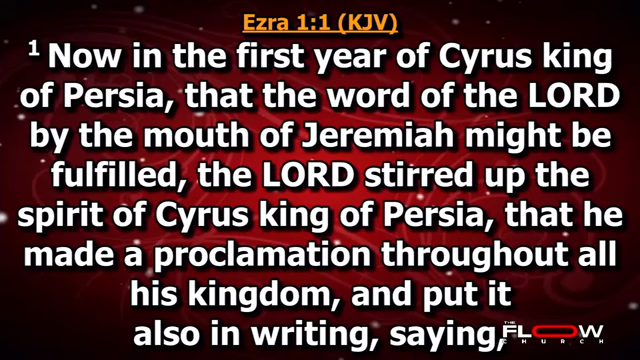 Ezra 1:1 (KJV)
1 Now in the first year of Cyrus king
of Persia, that the word of the LORD
by the mouth of Jeremiah might be
fulfilled, the LORD stirred up the
spirit of Cyrus king of Persia, that he
made a proclamation throughout all
his kingdom, and put it
also in writing, saying,
THE
FLOW
CHURCH